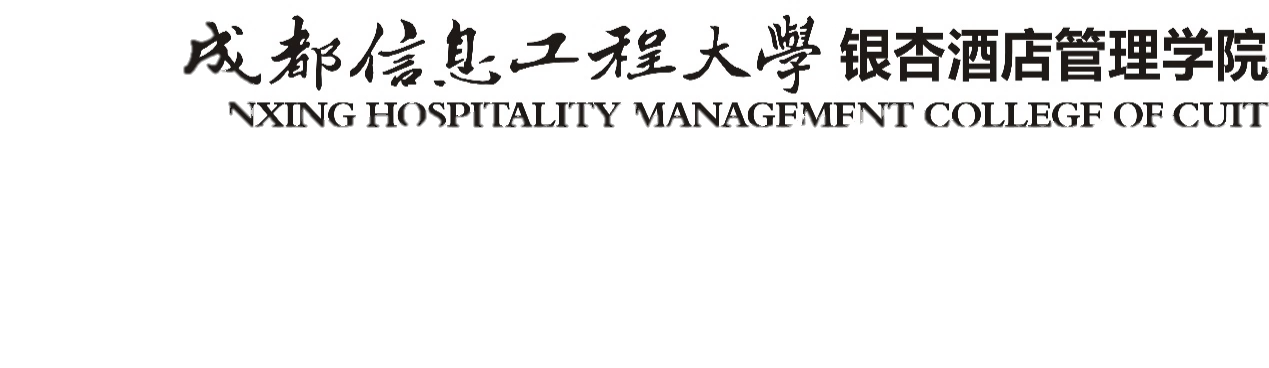 成都信息工程大學 银杏酒店管理学院
NXING HOSPITALITY MANAGEMENT COLLEGE OF CUIT